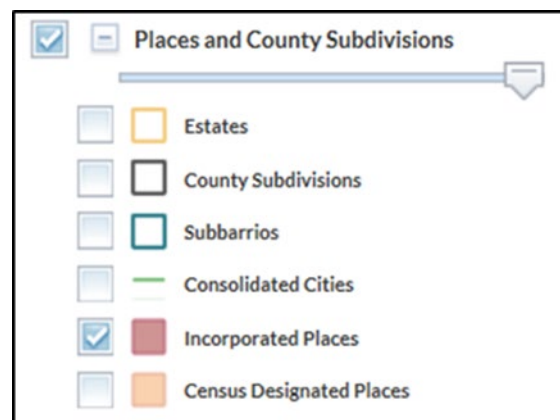 Places and County Subdivisions
Estates
County Subdivisions
Subbarrios
Consolidated Cities
Incorporated Places
Census Designated Places